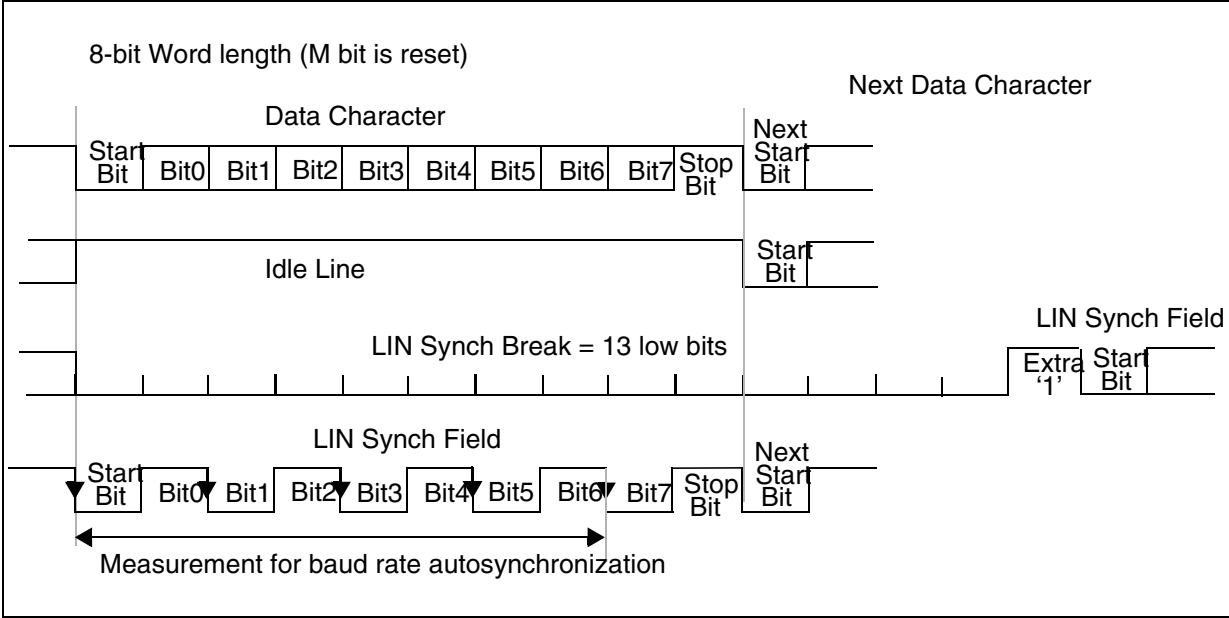 8-bit Word length (M bit is reset)
Next Data Character
Data Character
Start Bit Bit0 Bit1 Bit2 Bit3 Bit4 Bit5 Bit6 Bit7 Stop Bit Next Start Bit
Idle Line
Start Bit
LIN Synch Field
LIN Synch Break = 13 low bits
Extra ‘1’ Start Bit
LIN Synch Field
Start Bit Bit0 Bit1 Bit2 Bit3 Bit4 Bit5 Bit6 Bit7 Stop Bit Next Start Bit
Measurement for baud rate autosynchronization